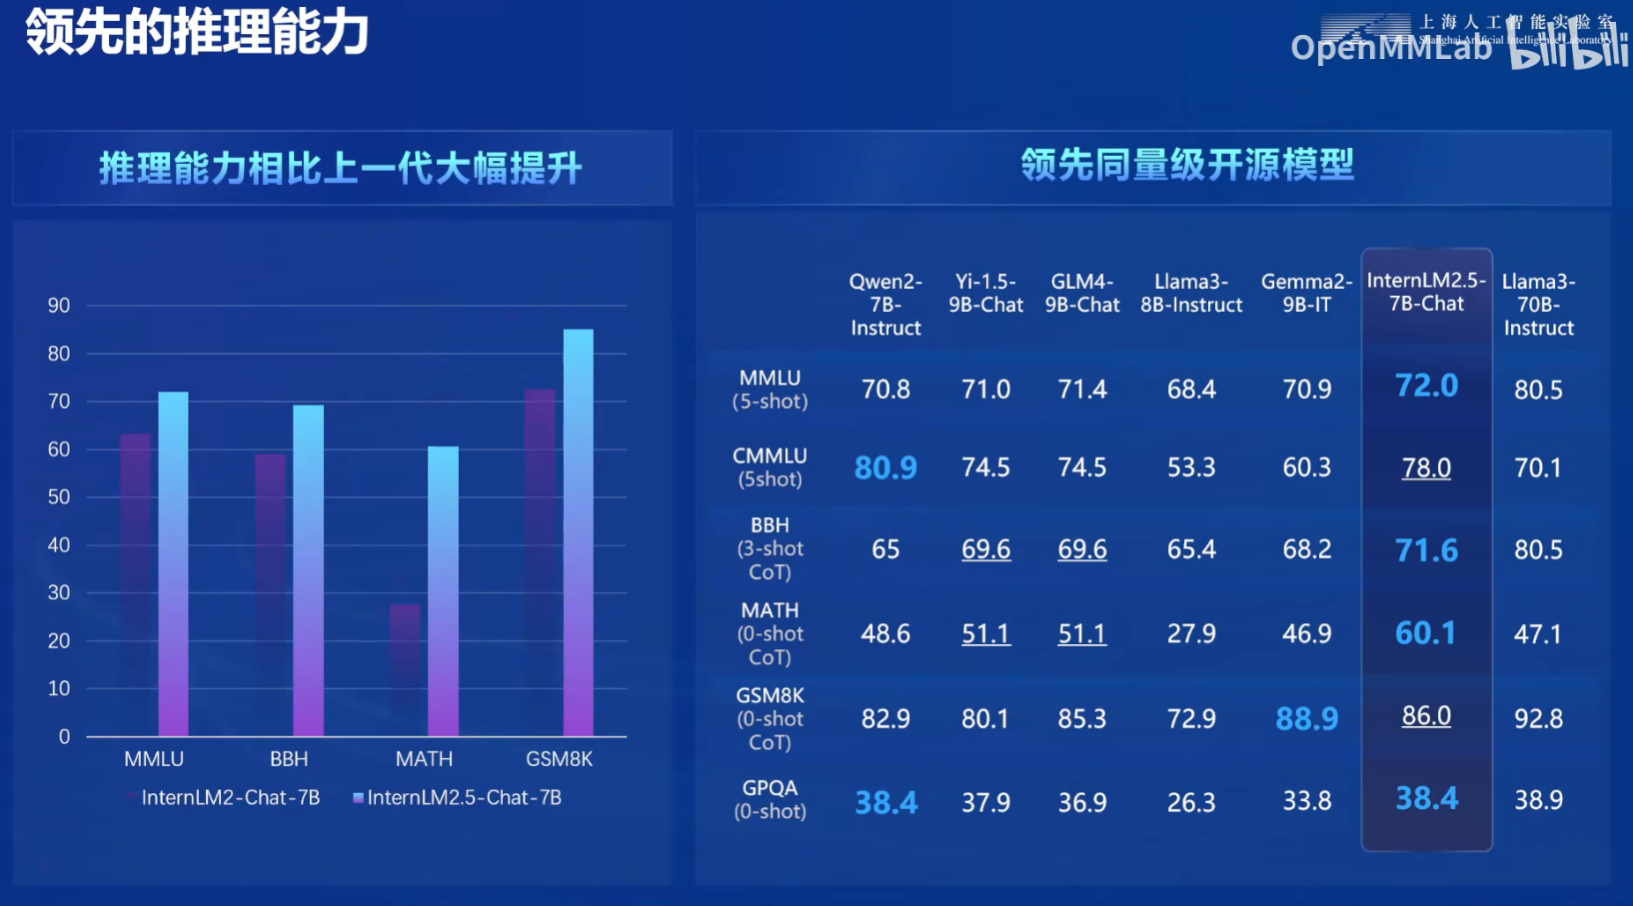 领先的推理能力
上海人工智能实验室
Shanghai Artificial Intelligence Laboratory
OpenMMLab bilibili
推理能力相比上一代大幅提升
90
80
70
60
50
40
30
20
10
0
MMLU BBH MATH GSM8K
InternLM2-Chat-7B InternLM2.5-Chat-7B
领先同量级开源模型
Qwen2-7B-Instruct Yi-1.5-9B-Chat GLM4-9B-Chat Llama3-8B-Instruct Gemma2-9B-IT InternLM2.5-7B-Chat Llama3-70B-Instruct
MMLU (5-shot) 70.8 71.0 71.4 68.4 70.9 72.0 80.5
CMMLU (5shot) 80.9 74.5 74.5 53.3 60.3 78.0 70.1
BBH (3-shot CoT) 65 69.6 69.6 65.4 68.2 71.6 80.5
MATH (0-shot CoT) 48.6 51.1 51.1 27.9 46.9 60.1 47.1
GSM8K (0-shot CoT) 82.9 80.1 85.3 72.9 88.9 86.0 92.8
GPQA (0-shot) 38.4 37.9 36.9 26.3 33.8 38.4 38.9